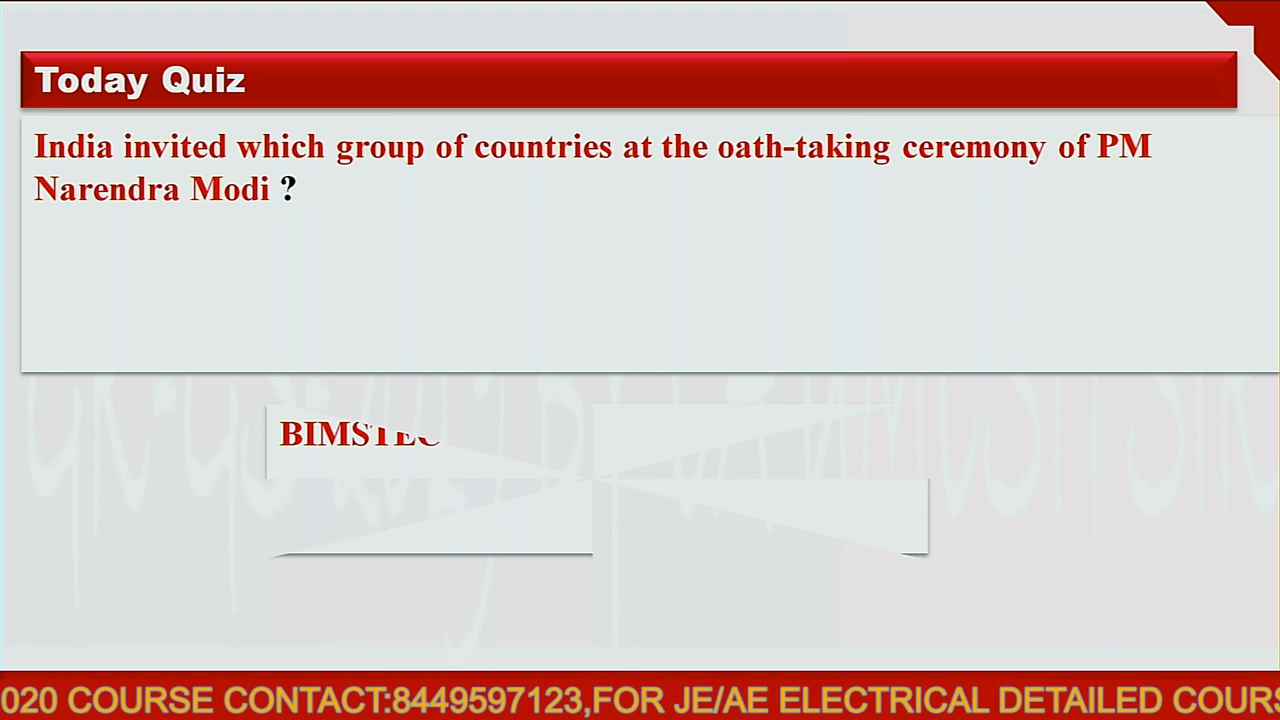 Today Quiz
India invited which group of countries at the oath-taking ceremony of PM
Narendra Modi ?
BIMSTEC
020 COURSE CONTACT:8449597123,FOR JE/AE ELECTRICAL DETAILED COURS